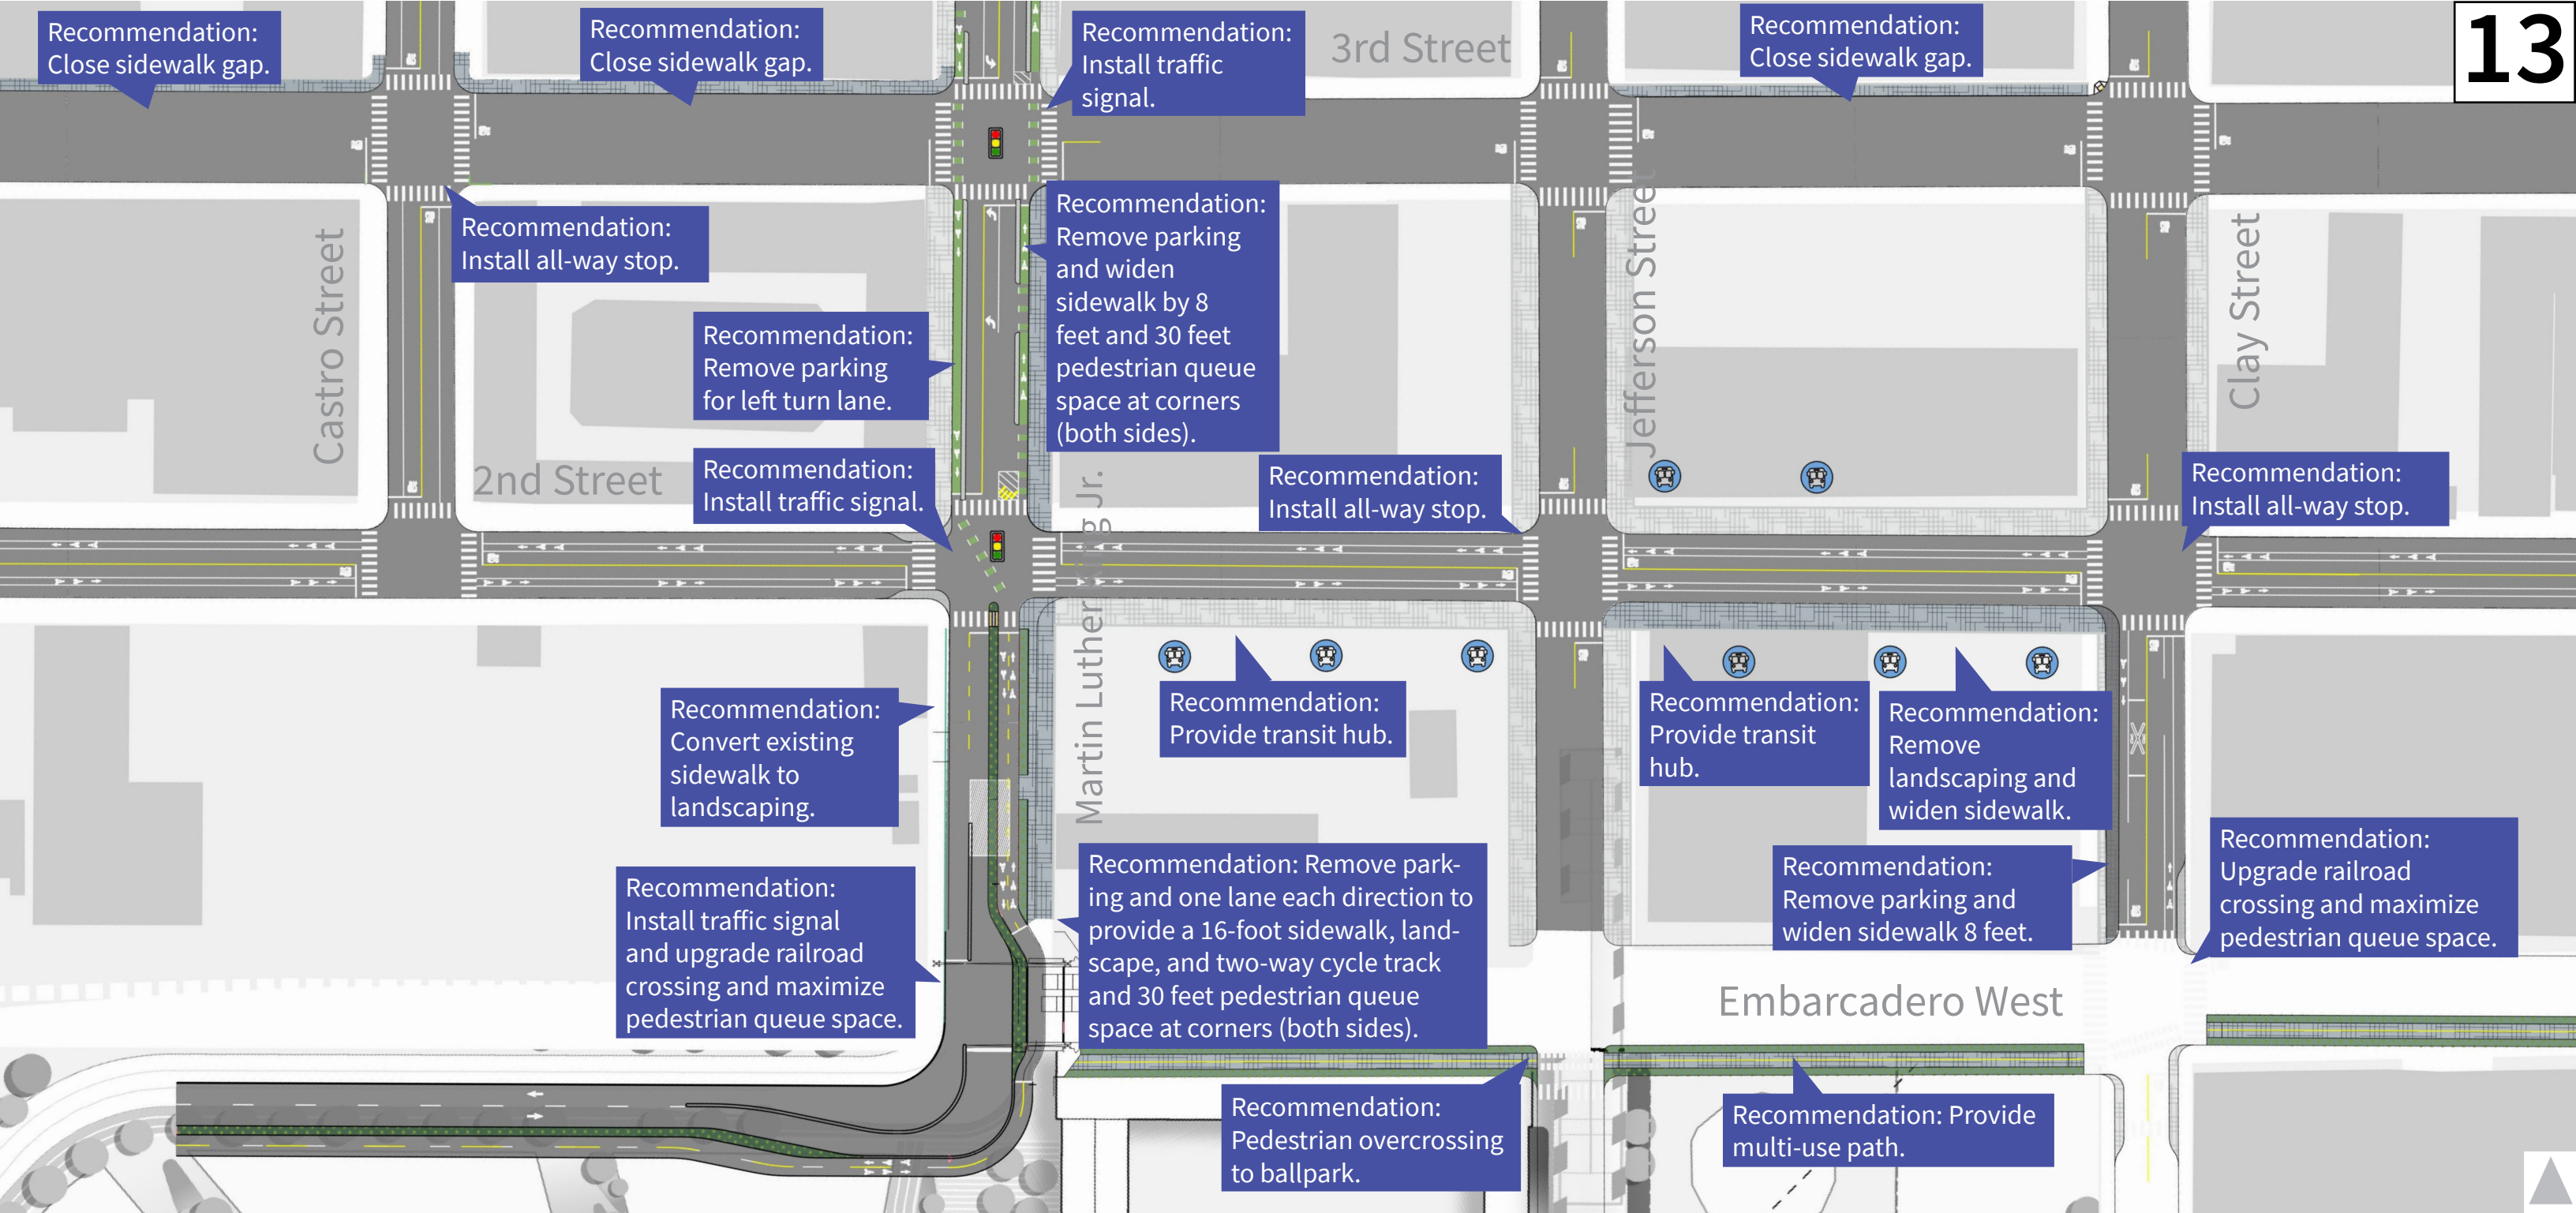 Recommendation:
Close sidewalk gap.
Recommendation:
Close sidewalk gap.
Recommendation:
Install traffic
signal.
3rd Street
Recommendation:
Close sidewalk gap.
13
Recommendation:
Install all-way stop.
Recommendation:
Remove parking
and widen
sidewalk by 8
feet and 30 feet
pedestrian queue
space at corners
(both sides).
Castro Street
Recommendation:
Remove parking
for left turn lane.
Jefferson Street
Clay Street
2nd Street
Recommendation:
Install traffic signal.
Recommendation:
Install all-way stop.
Recommendation:
Install all-way stop.
Martin Luther King Jr.
Recommendation:
Convert existing
sidewalk to
landscaping.
Recommendation:
Provide transit hub.
Recommendation:
Provide transit
hub.
Recommendation:
Remove
landscaping and
widen sidewalk.
Recommendation:
Install traffic signal
and upgrade railroad
crossing and maximize
pedestrian queue space.
Recommendation: Remove park-
ing and one lane each direction to
provide a 16-foot sidewalk, land-
scape, and two-way cycle track
and 30 feet pedestrian queue
space at corners (both sides).
Recommendation:
Remove parking and
widen sidewalk 8 feet.
Recommendation:
Upgrade railroad
crossing and maximize
pedestrian queue space.
Embarcadero West
Recommendation:
Pedestrian overcrossing
to ballpark.
Recommendation: Provide
multi-use path.